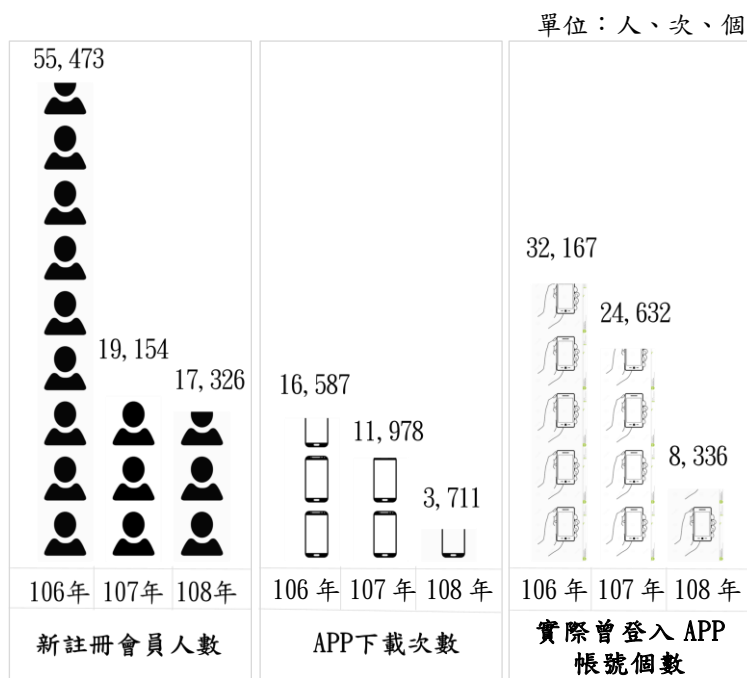 單位：人、次、個
55,473
19,154
17,326
106年 107年 108年
新註冊會員人數
16,587
11,978
3,711
106 年 107 年 108 年
APP下載次數
32,167
24,632
8,336
106 年 107 年 108 年
實際曾登入 APP
帳號個數